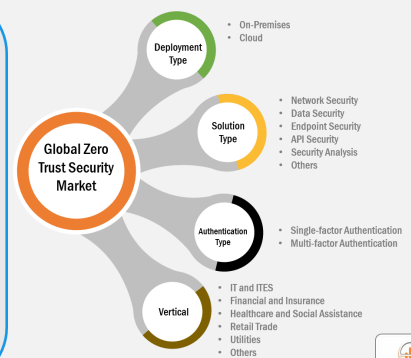 Deployment
Type
• On-Premises
• Cloud
Solution
Type
• Network Security
• Data Security
• Endpoint Security
• API Security
• Security Analysis
• Others
Global Zero
Trust Security
Market
Authentication
Type
• Single-factor Authentication
• Multi-factor Authentication
Vertical
• IT and ITES
• Financial and Insurance
• Healthcare and Social Assistance
• Retail Trade
• Utilities
• Others